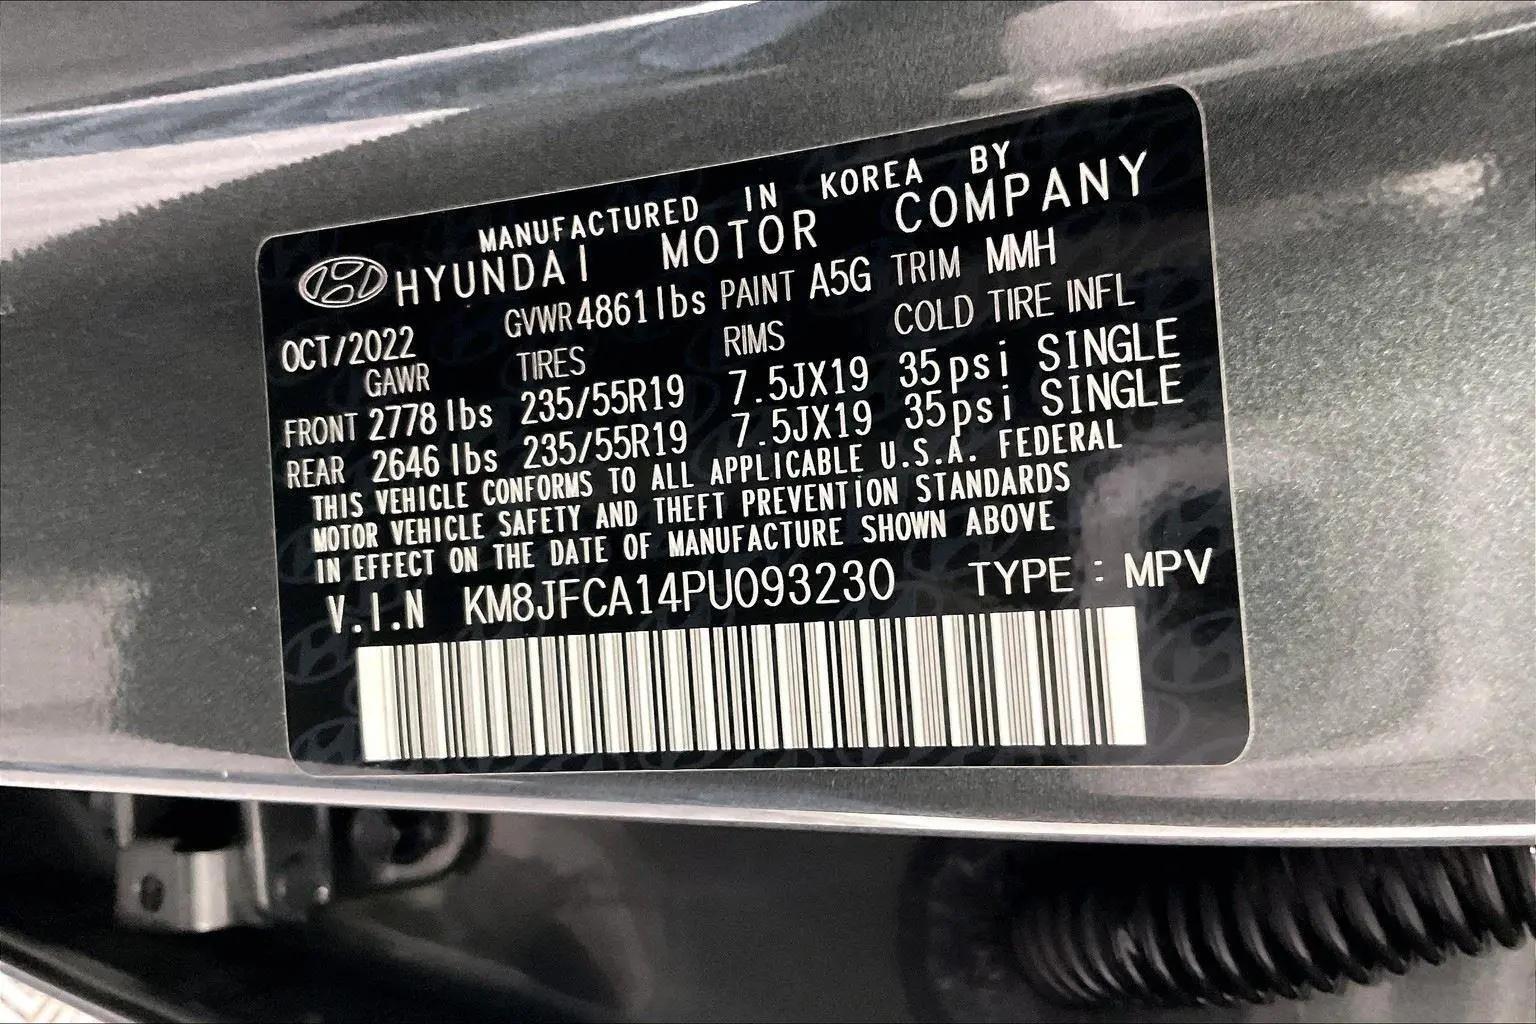 MANUFACTURED IN KOREA BY
HYUNDAI MOTOR COMPANY
OCT/2022 GVWR 4861 lbs PAINT A5G TRIM MMH
GAWR TIRES RIMS COLD TIRE INFL
FRONT 2778 lbs 235/55R19 7.5JX19 35psi SINGLE
REAR 2646 lbs 235/55R19 7.5JX19 35psi SINGLE
THIS VEHICLE CONFORMS TO ALL APPLICABLE U.S.A. FEDERAL
MOTOR VEHICLE SAFETY AND THEFT PREVENTION STANDARDS
IN EFFECT ON THE DATE OF MANUFACTURE SHOWN ABOVE
V.I.N KM8JFCA14PU093230 TYPE : MPV